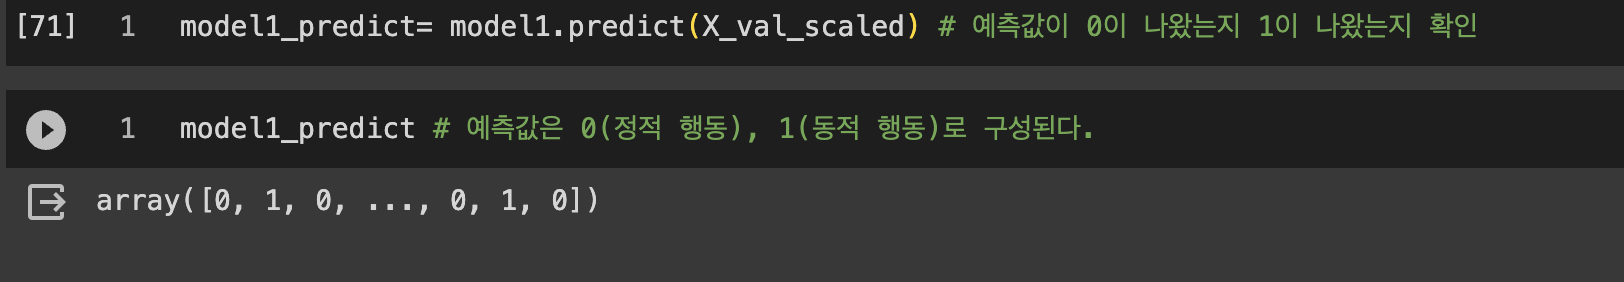 [71] 1 model1_predict= model1.predict(X_val_scaled) # 예측값이 0이 나왔는지 1이 나왔는지 확인
1 model1_predict # 예측값은 0(정적 행동), 1(동적 행동)로 구성된다.
array([0, 1, 0, ..., 0, 1, 0])